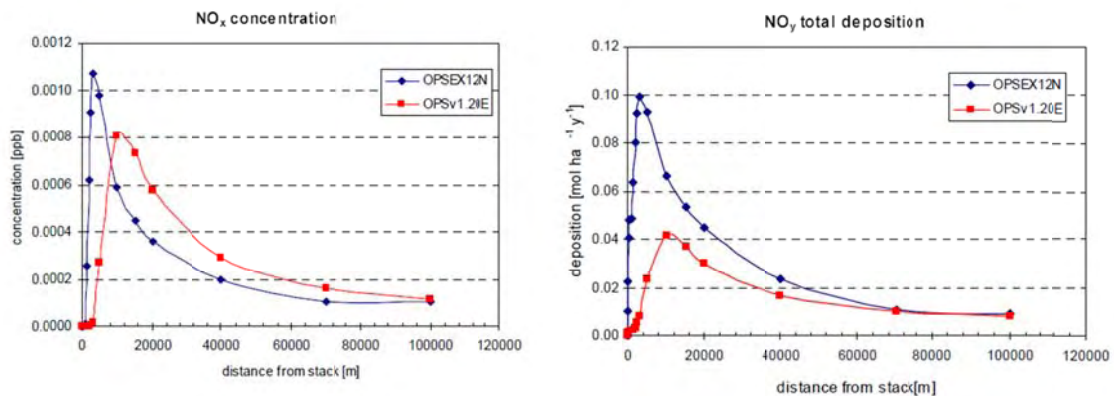 NOx concentration
0.0012
0.0010
0.0008
0.0006
0.0004
0.0002
0.0000
concentration [ppb]
OPSEX12N
OPSv1.20E
0 20000 40000 60000 80000 100000 120000
distance from stack [m]
NOy total deposition
0.12
0.10
0.08
0.06
0.04
0.02
0.00
deposition [mol ha ⁻¹ y⁻¹]
OPSEX12N
OPSv1.20E
0 20000 40000 60000 80000 100000 120000
distance from stack[m]